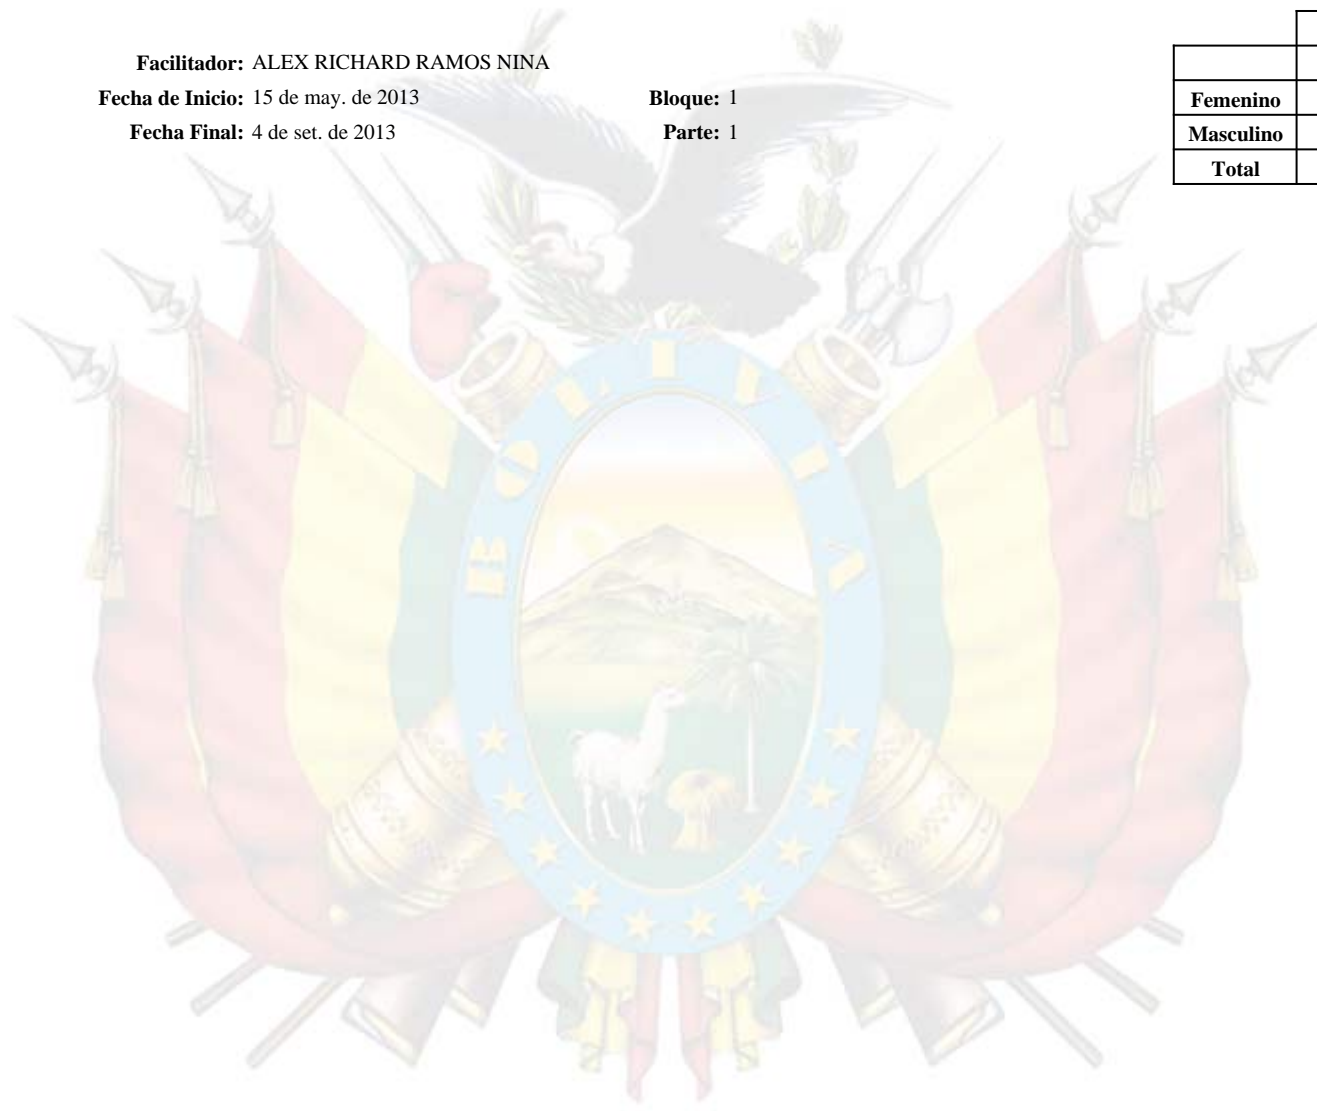 Facilitador: ALEX RICHARD RAMOS NINA
Fecha de Inicio: 15 de may. de 2013 Bloque: 1
Femenino
Fecha Final: 4 de set. de 2013 Parte: 1
Masculino
Total
BOLIVIA